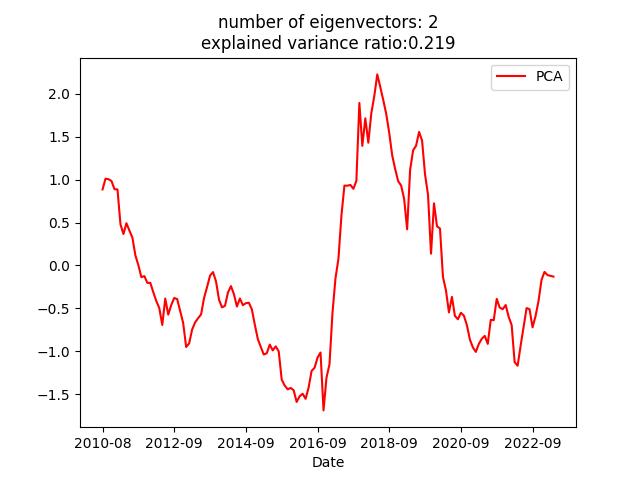 number of eigenvectors: 2
explained variance ratio:0.219
PCA
2.0
1.5
1.0
0.5
0.0
−0.5
−1.0
−1.5
2010-08 2012-09 2014-09 2016-09 2018-09 2020-09 2022-09
Date